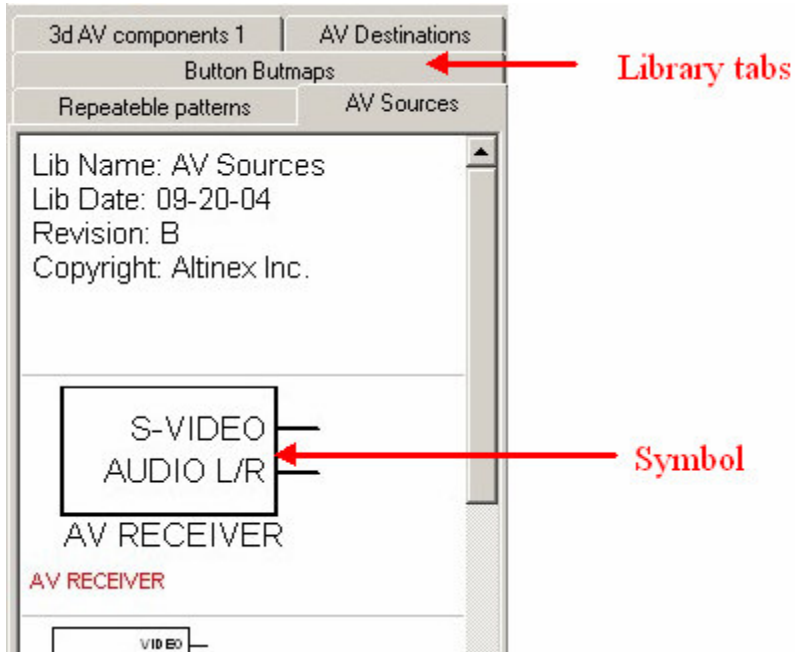 3d AV components 1 AV Destinations
Button Butmaps
Library tabs
Repeateble patterns AV Sources
Lib Name: AV Sources
Lib Date: 09-20-04
Revision: B
Copyright: Altinex Inc.
S-VIDEO
AUDIO L/R
Symbol
AV RECEIVER
AV RECEIVER
VIDEO